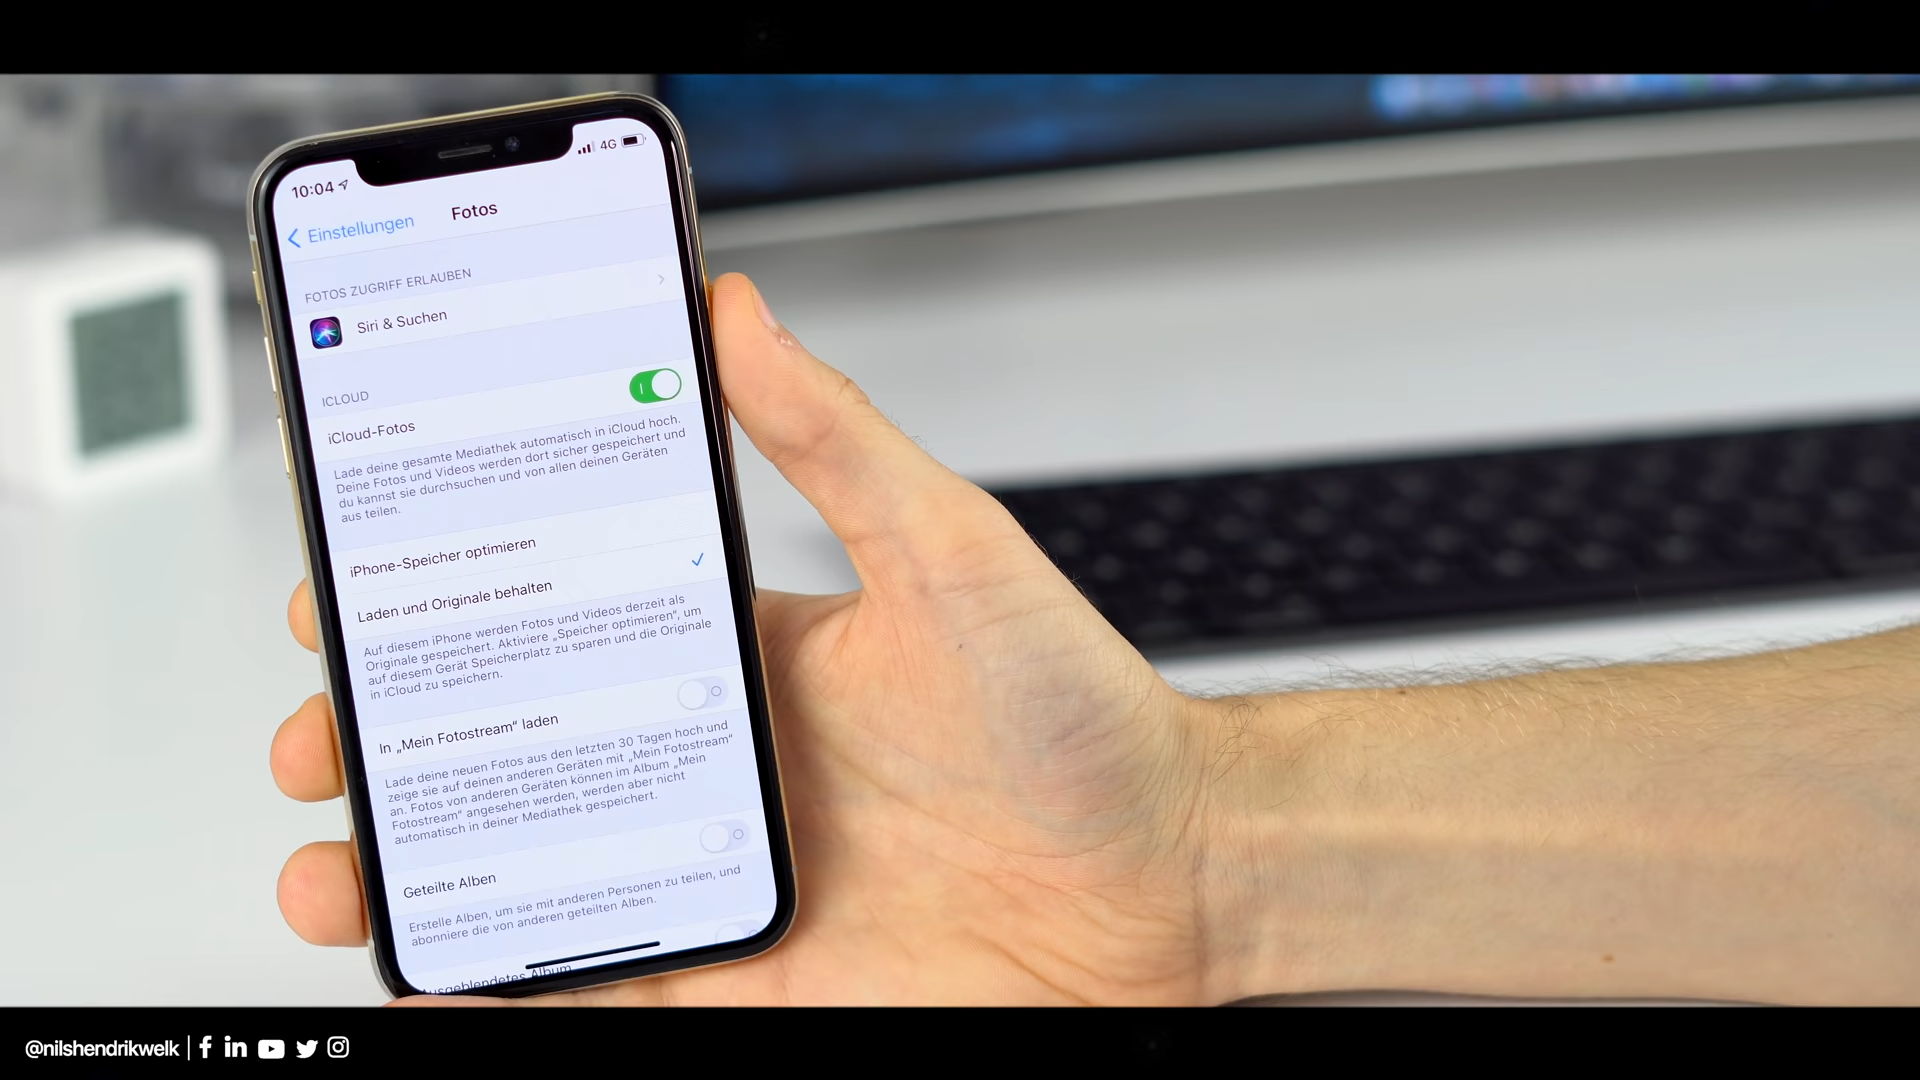 10:04
4G
Einstellungen
Fotos
FOTOS ZUGRIFF ERLAUBEN
Siri & Suchen
ICLOUD
iCloud-Fotos
Lade deine gesamte Mediathek automatisch in iCloud hoch.
Deine Fotos und Videos werden dort sicher gespeichert und
du kannst sie durchsuchen und von allen deinen Geräten
aus teilen.
iPhone-Speicher optimieren
Laden und Originale behalten
Auf diesem iPhone werden Fotos und Videos derzeit als
Originale gespeichert. Aktiviere „Speicher optimieren“, um
auf diesem Gerät Speicherplatz zu sparen und die Originale
in iCloud zu speichern.
In „Mein Fotostream“ laden
Lade deine neuen Fotos aus den letzten 30 Tagen hoch und
zeige sie auf deinen anderen Geräten mit „Mein Fotostream“
an. Fotos von anderen Geräten können im Album „Mein
Fotostream“ angesehen werden, werden aber nicht
automatisch in deiner Mediathek gespeichert.
Geteilte Alben
Erstelle Alben, um sie mit anderen Personen zu teilen, und
abonniere die von anderen geteilten Alben.
Ausgeblendetes Album
@nilshendrikwelk